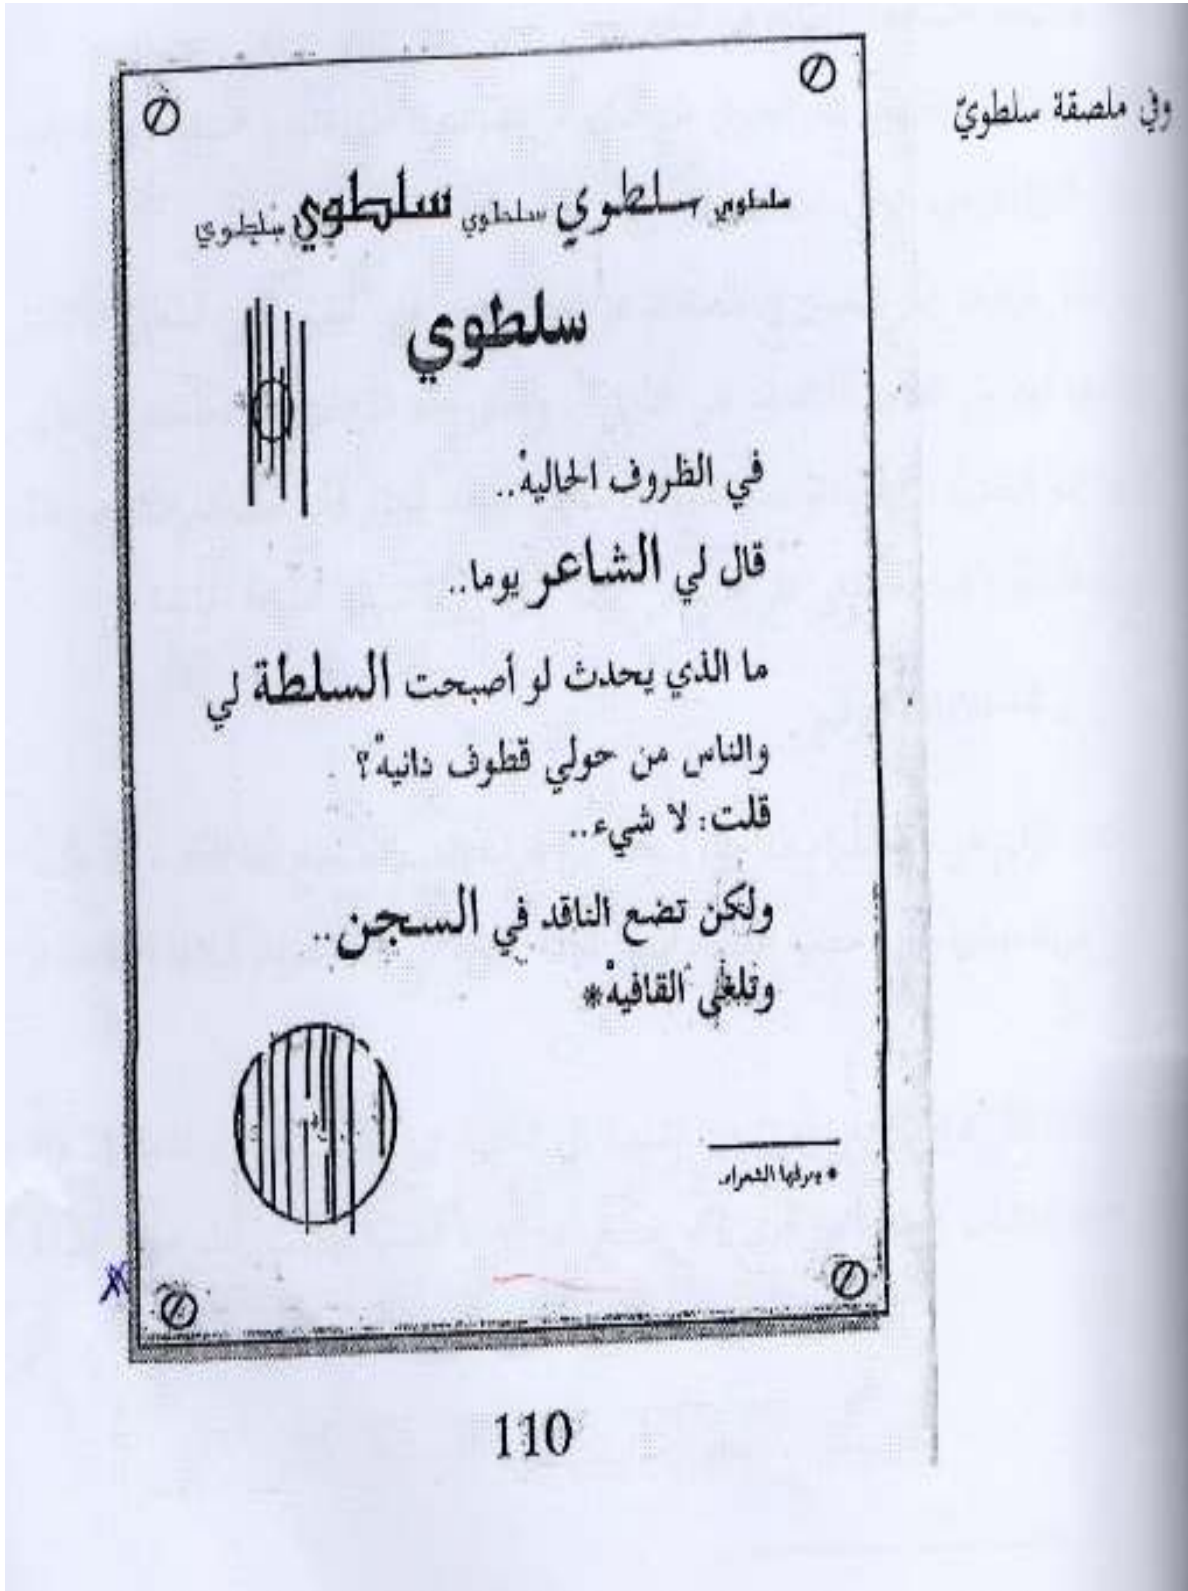 وفي ملصقة سلطويّ
سلطوي سلطوي سلطوي سلطوي سلطوي
سلطوي
في الظروف الحاليهْ..
قال لي الشاعر يوما..
ما الذي يحدث لو أصبحت السلطة لي
والناس من حولي قطوف دانيهْ؟
قلت: لا شيء..
ولكن تضع الناقد في السجن..
وتلغي القافيهْ*
* يعرفها الشعراء.
110